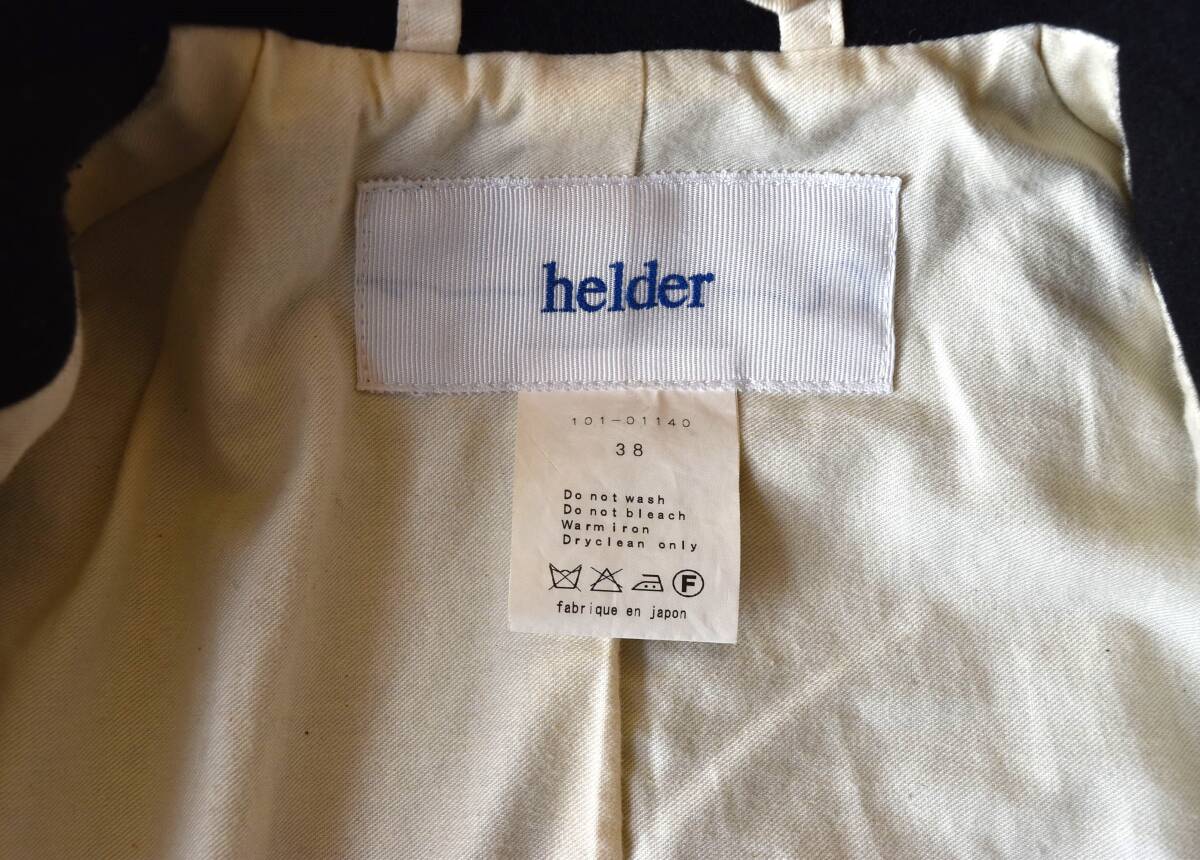 helder
101-01140
38
Do not wash
Do not bleach
Warm iron
Dryclean only
F
fabrique en japon